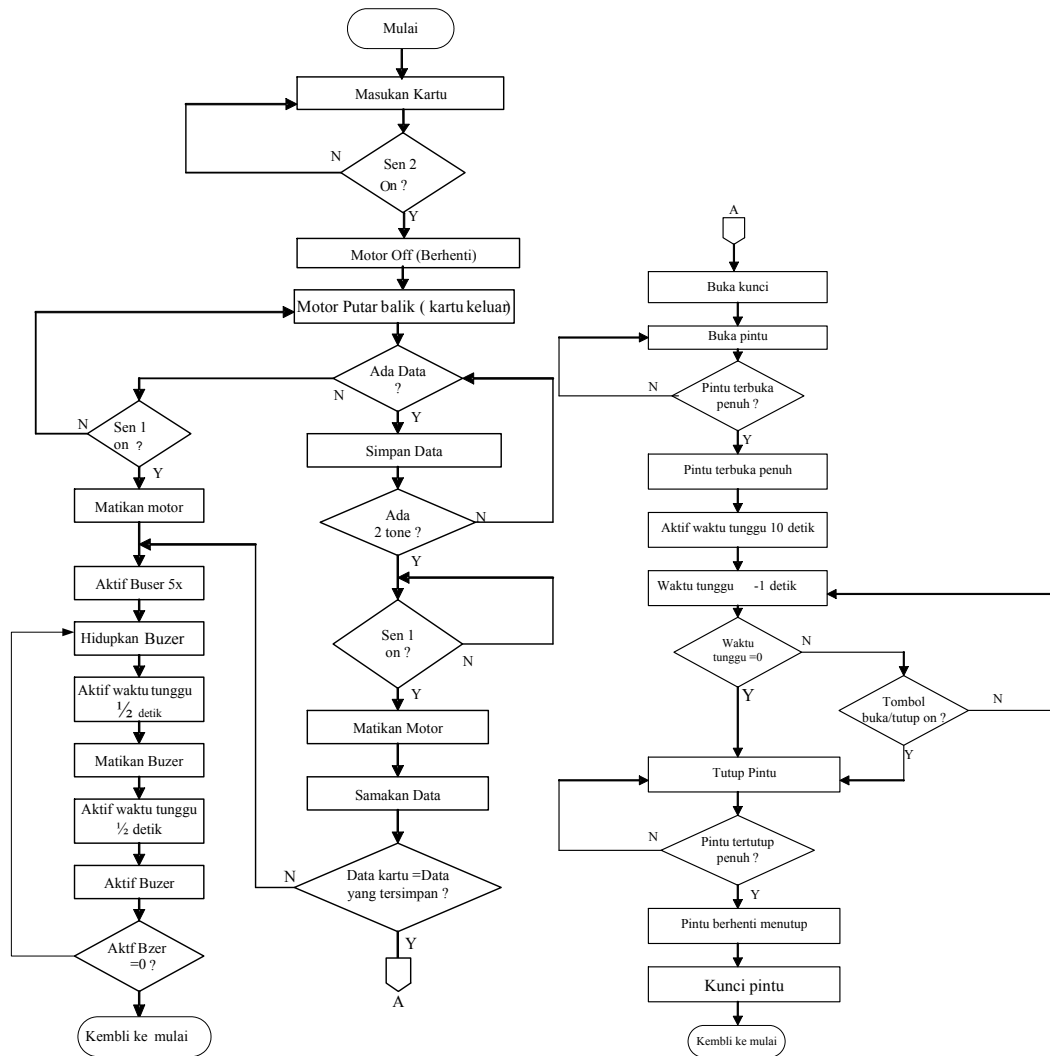 Mulai
Masukan Kartu
N
Sen 2
On ?
Y
Motor Off (Berhenti)
Motor Putar balik ( kartu keluar)
Ada Data
?
N
Y
N
Sen 1
on ?
Y
Simpan Data
Matikan motor
Ada
2 tone ?
N
Y
Aktif Buser 5x
Hidupkan Buzer
Sen 1
on ?
N
Y
Aktif waktu tunggu
½ detik
Matikan Motor
Matikan Buzer
Samakan Data
Aktif waktu tunggu
½ detik
Aktif Buzer
N
Data kartu =Data
yang tersimpan ?
Y
Aktf Bzer
=0 ?
A
Kembli ke mulai
A
Buka kunci
Buka pintu
N
Pintu terbuka
penuh ?
Y
Pintu terbuka penuh
Aktif waktu tunggu 10 detik
Waktu tunggu -1 detik
Waktu
tunggu =0
N
Y
Tombol
buka/tutup on ?
N
Y
Tutup Pintu
N
Pintu tertutup
penuh ?
Y
Pintu berhenti menutup
Kunci pintu
Kembli ke mulai